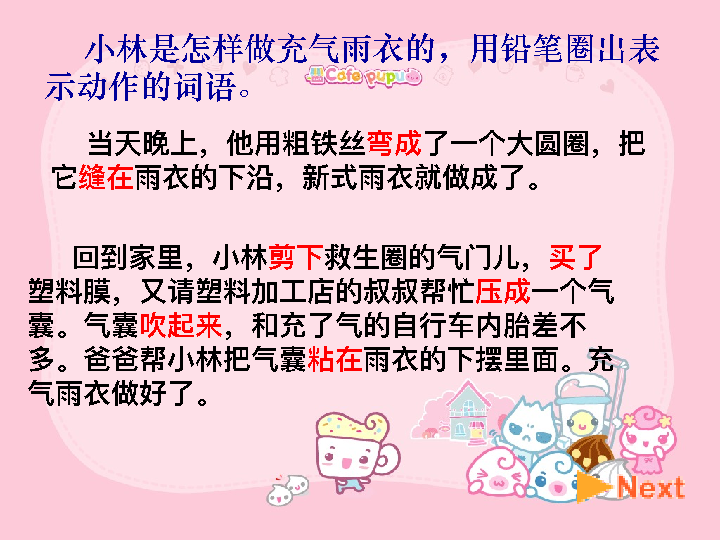 小林是怎样做充气雨衣的，用铅笔圈出表
示动作的词语。
Cafe pupu
当天晚上，他用粗铁丝弯成了一个大圆圈，把
它缝在雨衣的下沿，新式雨衣就做成了。
回到家里，小林剪下救生圈的气门儿，买了
塑料膜，又请塑料加工店的叔叔帮忙压成一个气
囊。气囊吹起来，和充了气的自行车内胎差不
多。爸爸帮小林把气囊粘在雨衣的下摆里面。充
气雨衣做好了。
Next